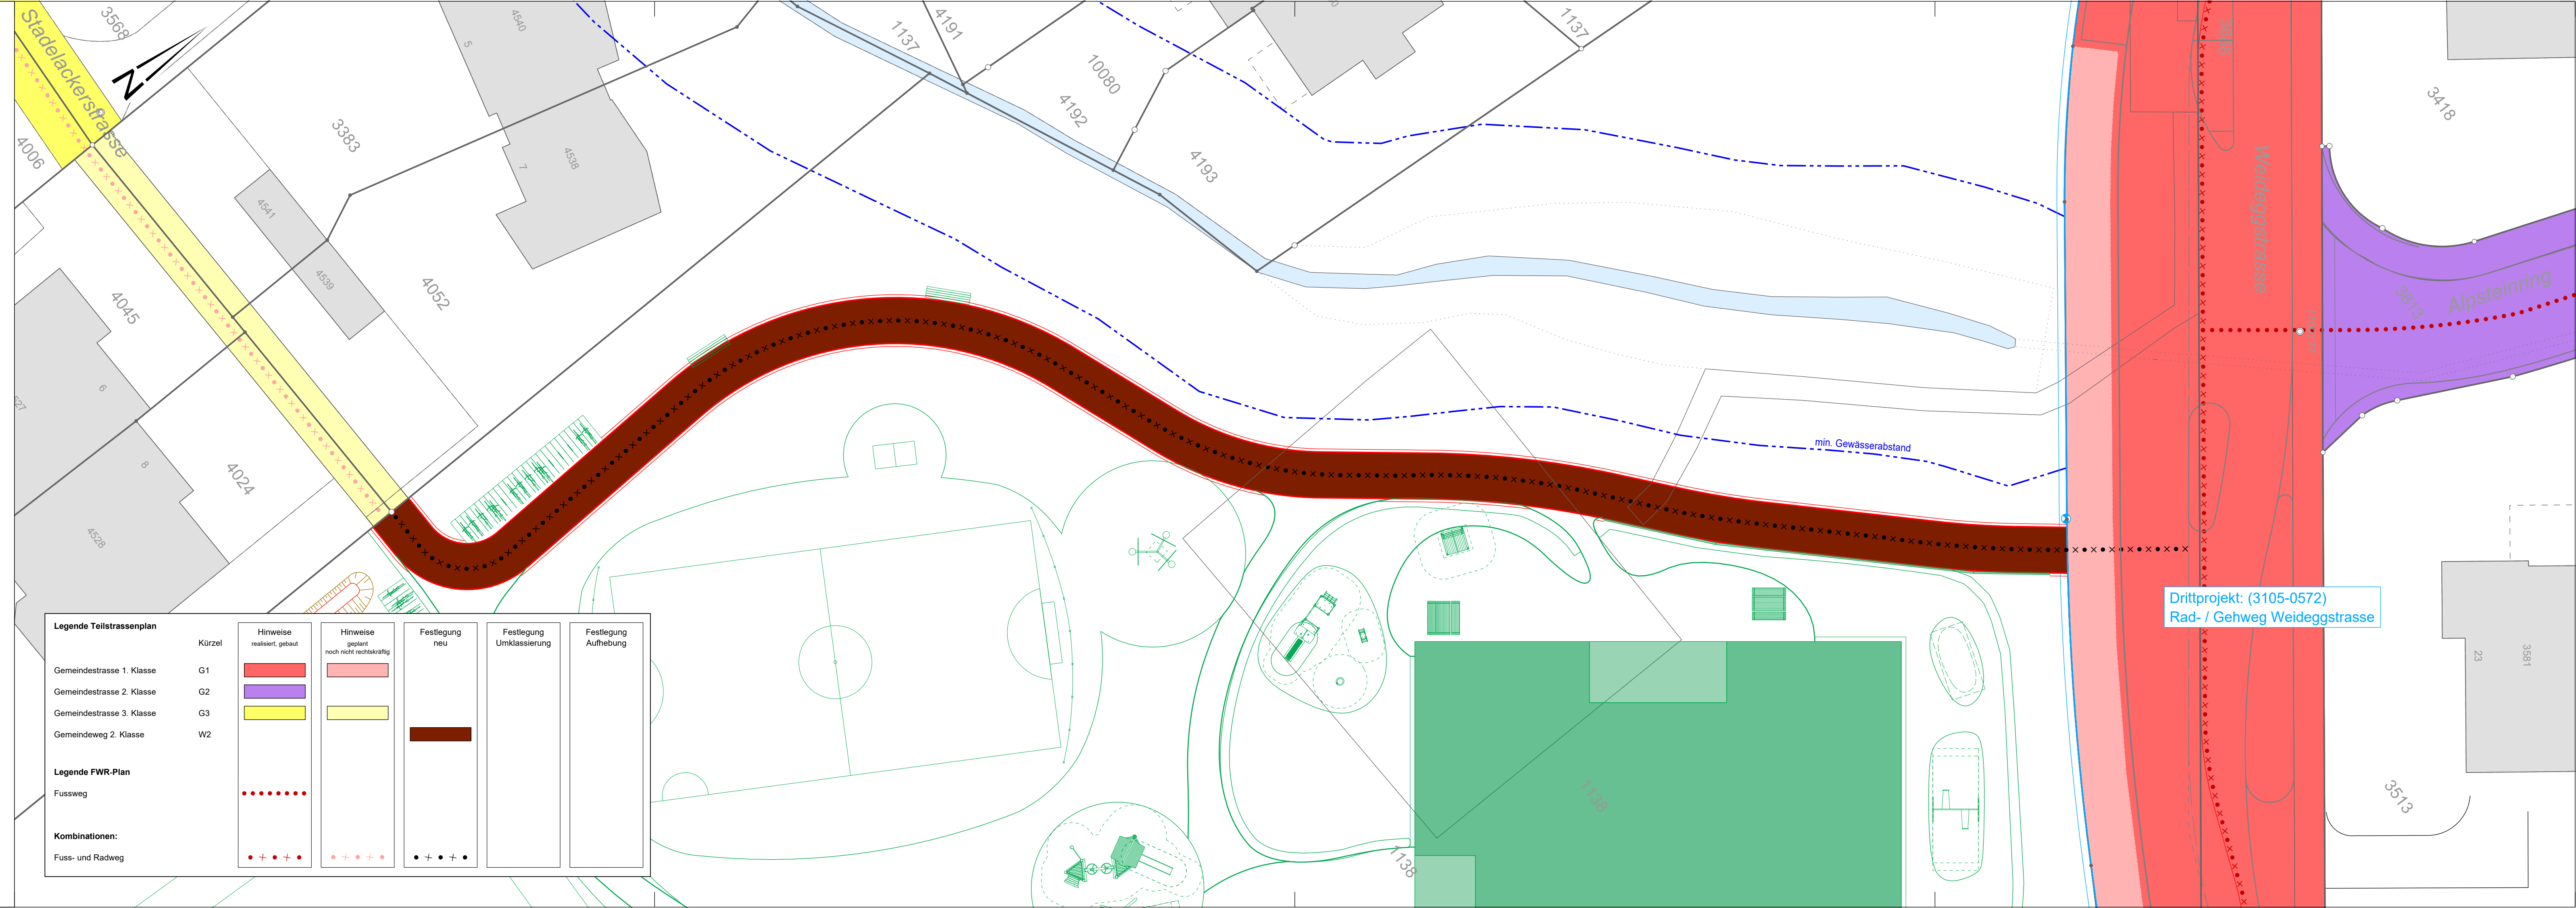 Stadelackerstrasse
3568
N
4006
3383
4541
4539
4052
4045
6
8
4024
4528
5
4540
7
4538
1137
4191
10080
4192
4193
1137
min. Gewässerabstand
Weideggstrasse
3418
Alpsteinring
Drittprojekt: (3105-0572)
Rad- / Gehweg Weideggstrasse
23
3581
3513
1138
1138
Legende Teilstrassenplan
Kürzel
Hinweise
realisiert, gebaut
Hinweise
geplant
noch nicht rechtskräftig
Festlegung
neu
Festlegung
Umklassierung
Festlegung
Aufhebung
Gemeindestrasse 1. Klasse G1
Gemeindestrasse 2. Klasse G2
Gemeindestrasse 3. Klasse G3
Gemeindeweg 2. Klasse W2
Legende FWR-Plan
Fussweg
Kombinationen:
Fuss- und Radweg